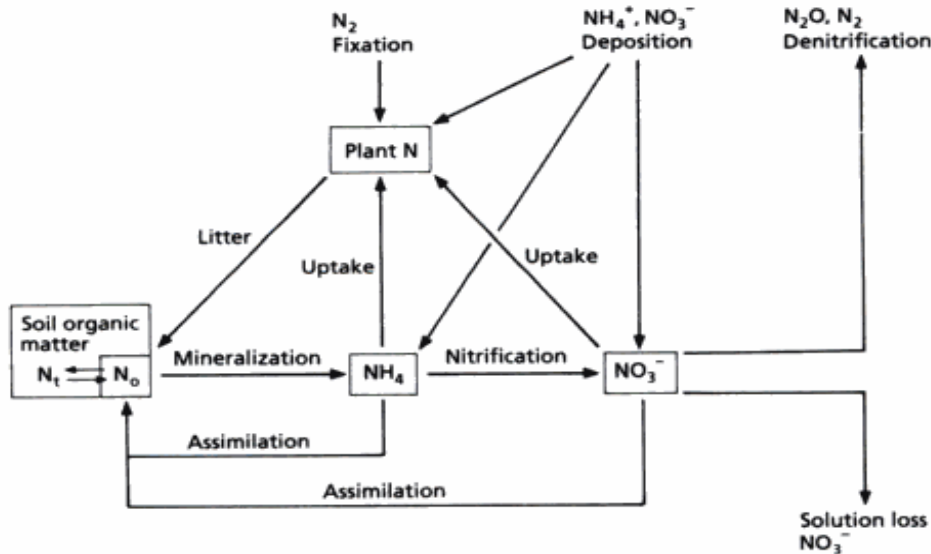 N₂
Fixation
NH₄⁺, NO₃⁻
Deposition
N₂O, N₂
Denitrification
Plant N
Litter
Uptake
Uptake
Soil organic
matter
Nₜ
Nₒ
Mineralization
NH₄
Nitrification
NO₃⁻
Assimilation
Assimilation
Solution loss
NO₃⁻